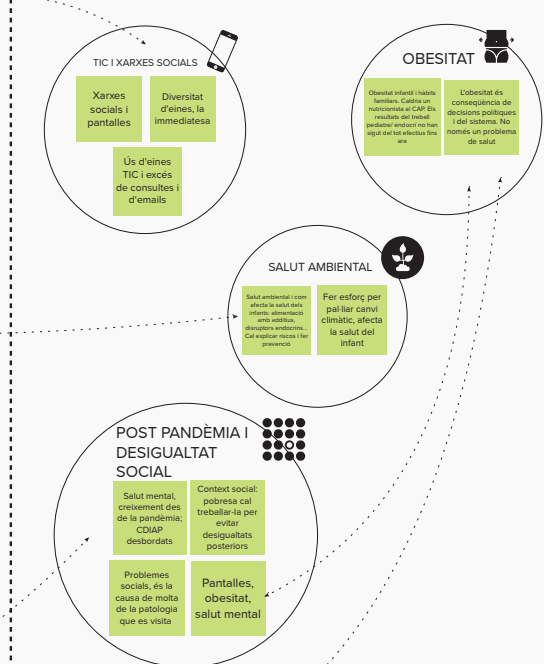 TIC I XARXES SOCIALS
Xarxes
socials i
pantalles
Diversitat
d'eines, la
immediatesa
Ús d'eines
TIC i excés
de consultes i
d'emails
OBESITAT
Obesitat infantil i hàbits
familiars. Caldria un
nutricionista al CAP. Els
resultats del treball
pediatre/ endocrí no han
sigut del tot efectius fins
ara
L'obesitat és
conseqüència de
decisions polítiques
i del sistema. No
només un problema
de salut
SALUT AMBIENTAL
Salut ambiental i com
afecta la salut dels
infants: alimentació
amb additius,
disruptors endocrins...
Cal explicar riscos i fer
prevenció
Fer esforç per
pal·liar canvi
climàtic, afecta
la salut del
infant
POST PANDÈMIA I
DESIGUALTAT
SOCIAL
Salut mental,
creixement des
de la pandèmia;
CDIAP
desbordats
Context social:
pobresa cal
treballar-la per
evitar
desigualtats
posteriors
Problemes
socials, és la
causa de molta
de la patologia
que es visita
Pantalles,
obesitat,
salut mental